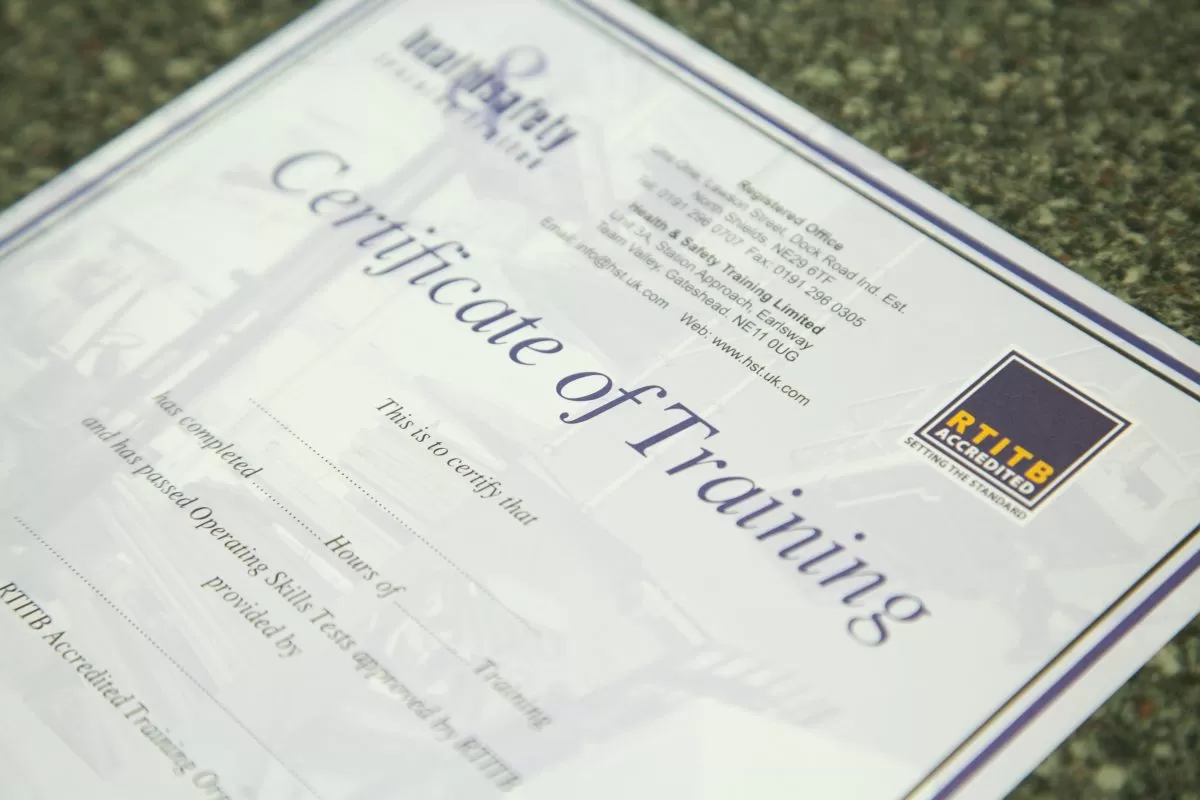 health & safety
Certificate of Training
Registered Office
Unit One, Lawson Street, Dock Road Ind. Est.
North Shields, NE29 6TF
Tel: 0191 296 0707 Fax: 0191 296 0305
Health & Safety Training Limited
Unit 3A, Station Approach, Earlsway
Team Valley, Gateshead, NE11 0UG
Email: info@hst.uk.com Web: www.hst.uk.com
RTITB
ACCREDITED
SETTING THE STANDARD
This is to certify that
has completed Hours of Training
and has passed Operating Skills Tests approved by RTITB
provided by
RTITB Accredited Training